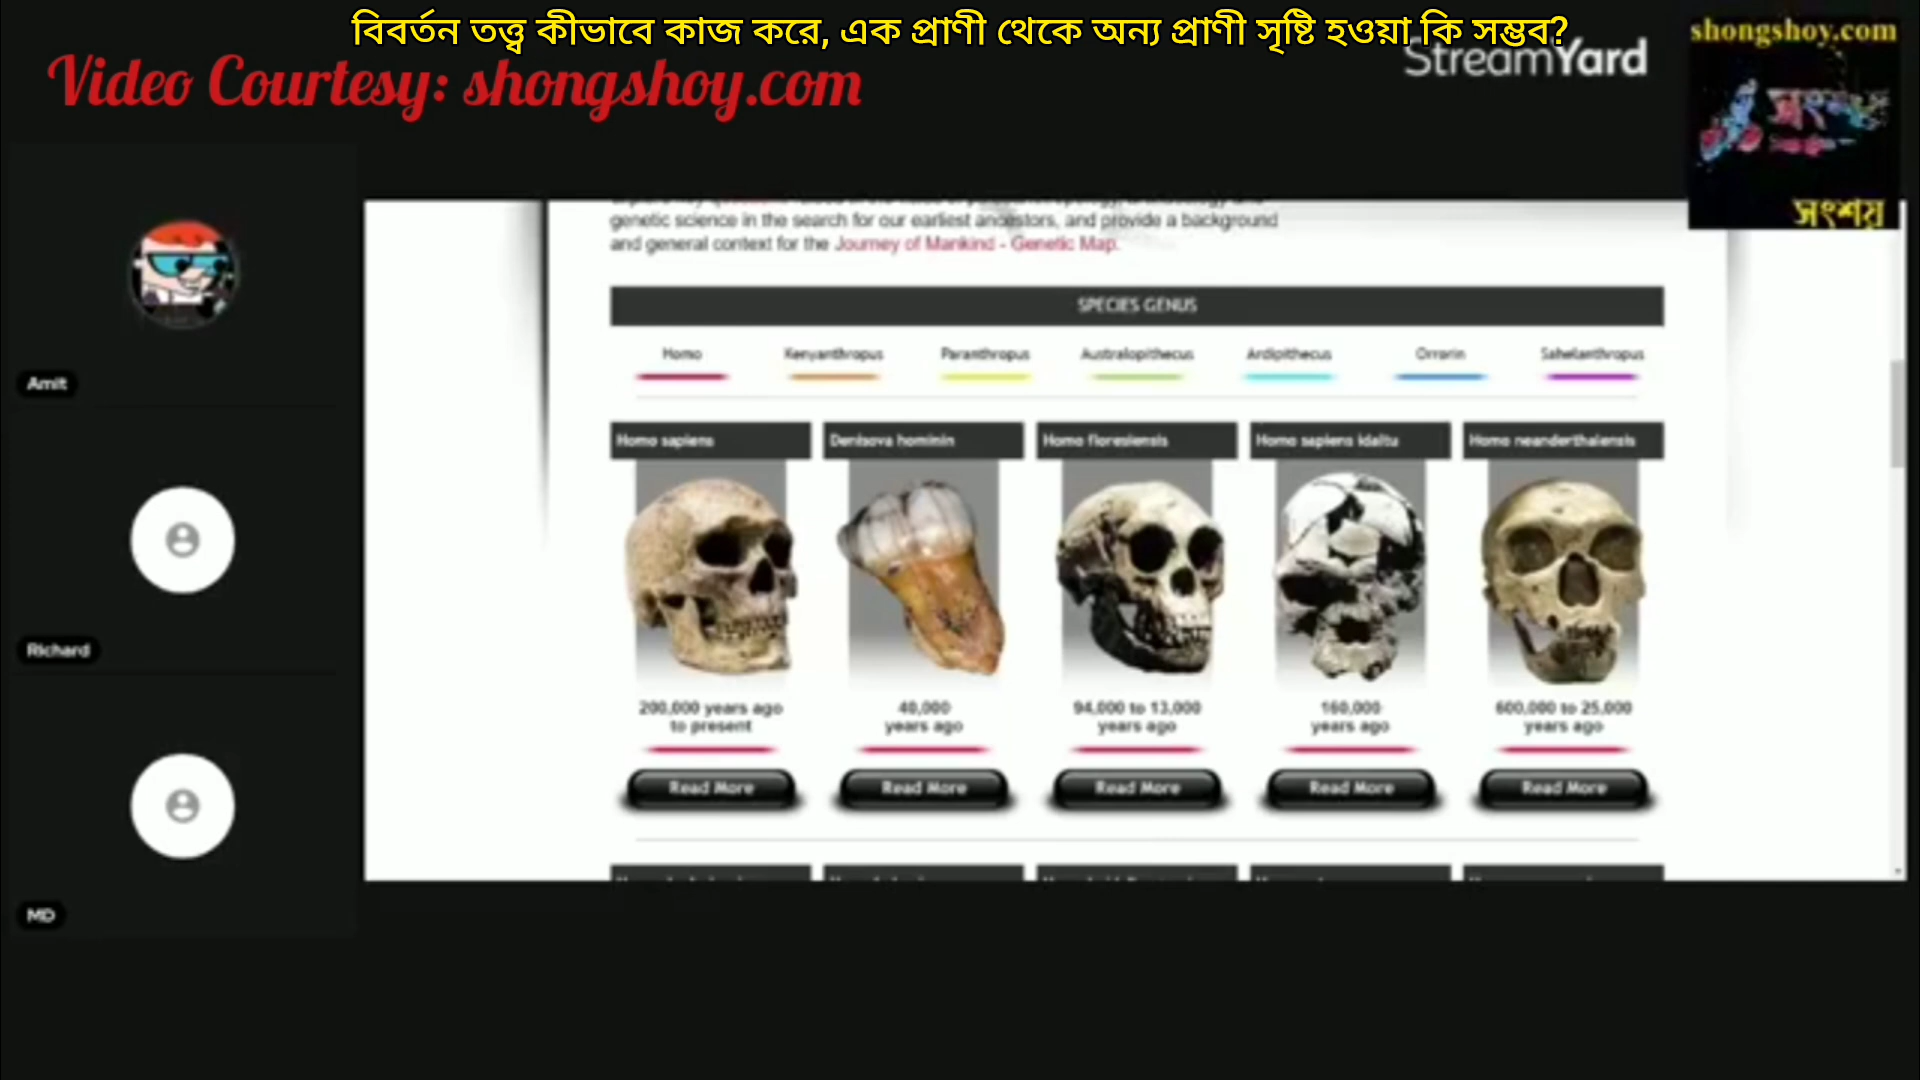 বিবর্তন তত্ত্ব কীভাবে কাজ করে, এক প্রাণী থেকে অন্য প্রাণী সৃষ্টি হওয়া কি সম্ভব?
shongshoy.com
StreamYard
Video Courtesy: shongshoy.com
সংশয়
genetic science in the search for our earliest ancestors, and provide a background
and general context for the Journey of Mankind - Genetic Map.
SPECIES GENUS
Homo Kenyanthropus Paranthropus Australopithecus Ardipithecus Orrorin Sahelanthropus
Amit
Homo sapiens Denisova hominin Homo floresiensis Homo sapiens idaltu Homo neanderthalensis
Richard
200,000 years ago 40,000 94,000 to 13,000 160,000 600,000 to 25,000
to present years ago years ago years ago years ago
Read More Read More Read More Read More Read More
MD